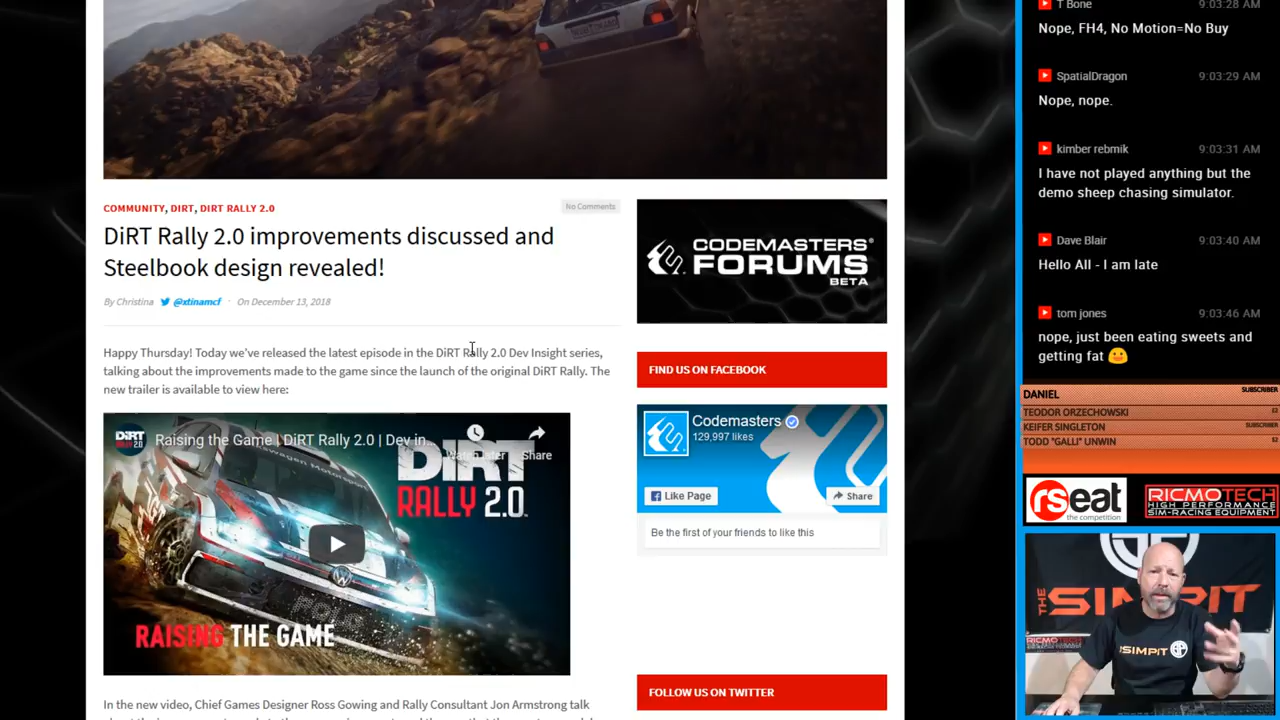 COMMUNITY, DIRT, DIRT RALLY 2.0
No Comments
DiRT Rally 2.0 improvements discussed and
Steelbook design revealed!
By Christina @xtinamcf · On December 13, 2018
Happy Thursday! Today we've released the latest episode in the DiRT Rally 2.0 Dev Insight series,
talking about the improvements made to the game since the launch of the original DiRT Rally. The
new trailer is available to view here:
DiRT
RALLY 2.0
Raising the Game | DiRT Rally 2.0 | Dev in...
Watch later
Share
DiRT
RALLY 2.0
RAISING THE GAME
In the new video, Chief Games Designer Ross Gowing and Rally Consultant Jon Armstrong talk
CODEMASTERS®
FORUMS
BETA
FIND US ON FACEBOOK
Codemasters
129,997 likes
Like Page
Share
Be the first of your friends to like this
FOLLOW US ON TWITTER
T Bone 9:03:28 AM
Nope, FH4, No Motion=No Buy
SpatialDragon 9:03:29 AM
Nope, nope.
kimber rebmik 9:03:31 AM
I have not played anything but the
demo sheep chasing simulator.
Dave Blair 9:03:40 AM
Hello All - I am late
tom jones 9:03:46 AM
nope, just been eating sweets and
getting fat
DANIEL SUBSCRIBER
TEODOR ORZECHOWSKI
KEIFER SINGLETON SUBSCRIBER
TODD "GALLI" UNWIN
rseat
the competition
RICMOTECH
HIGH PERFORMANCE
SIM-RACING EQUIPMENT
THE SIMPIT
RICMOTECH
THE SIMPIT